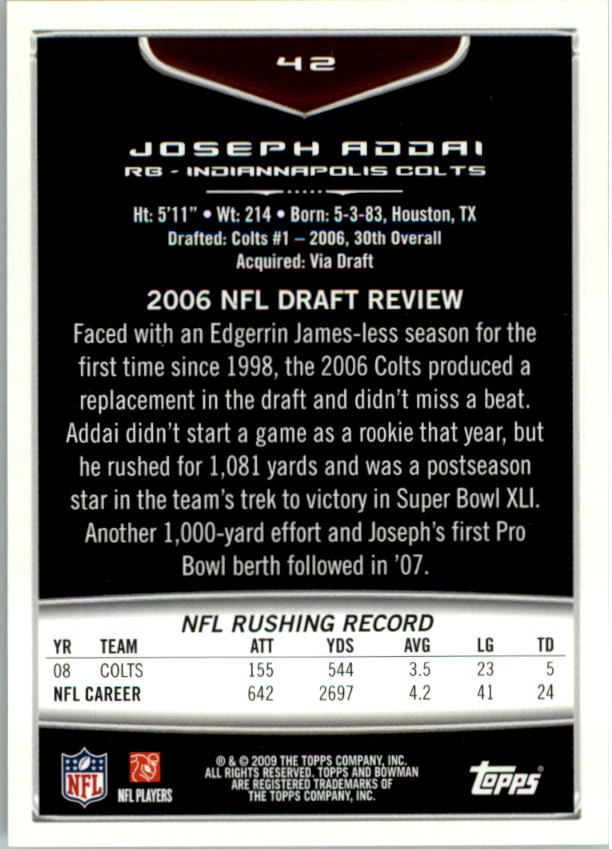 42
JOSEPH ADDAI
RB - INDIANNAPOLIS COLTS
Ht: 5'11" • Wt: 214 • Born: 5-3-83, Houston, TX
Drafted: Colts #1 – 2006, 30th Overall
Acquired: Via Draft
2006 NFL DRAFT REVIEW
Faced with an Edgerrin James-less season for the
first time since 1998, the 2006 Colts produced a
replacement in the draft and didn't miss a beat.
Addai didn't start a game as a rookie that year, but
he rushed for 1,081 yards and was a postseason
star in the team's trek to victory in Super Bowl XLI.
Another 1,000-yard effort and Joseph's first Pro
Bowl berth followed in '07.
NFL RUSHING RECORD
YR TEAM ATT YDS AVG LG TD
08 COLTS 155 544 3.5 23 5
NFL CAREER 642 2697 4.2 41 24
NFL
NFL PLAYERS
® & © 2009 THE TOPPS COMPANY, INC.
ALL RIGHTS RESERVED. TOPPS AND BOWMAN
ARE REGISTERED TRADEMARKS OF
THE TOPPS COMPANY, INC.
topps®